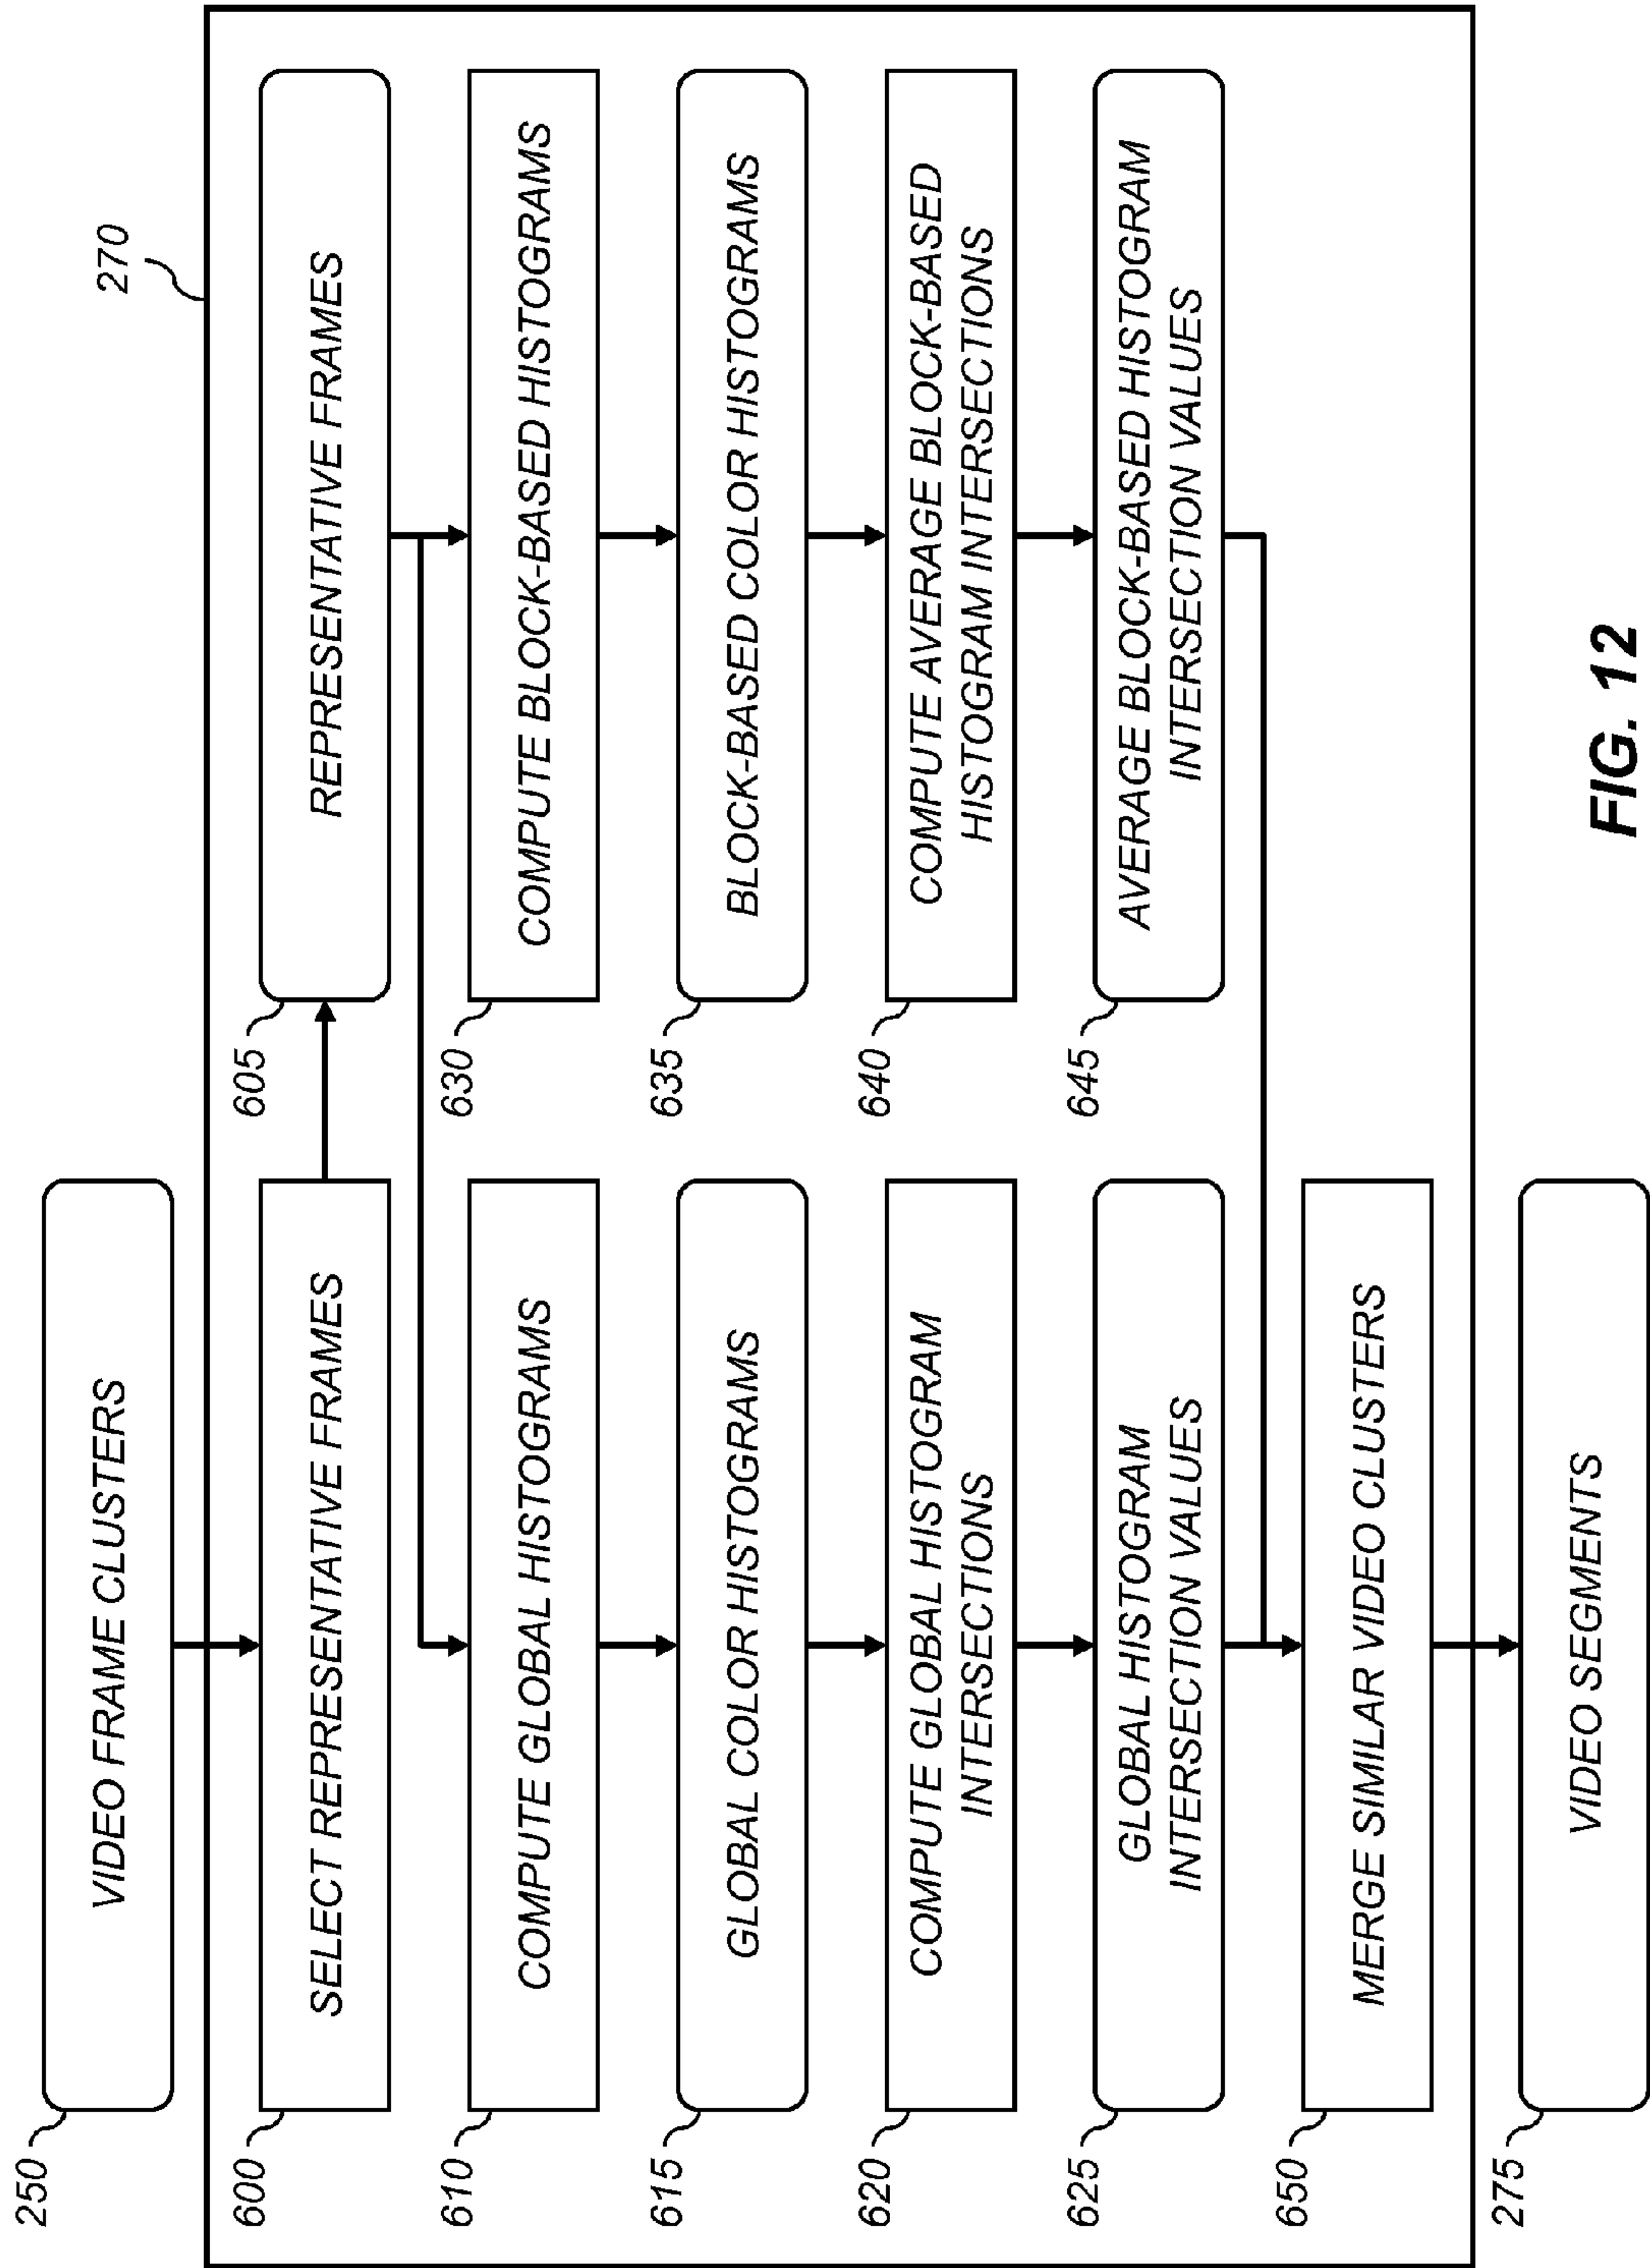 250
VIDEO FRAME CLUSTERS
270
600
SELECT REPRESENTATIVE FRAMES
605
REPRESENTATIVE FRAMES
610
COMPUTE GLOBAL HISTOGRAMS
630
COMPUTE BLOCK-BASED HISTOGRAMS
615
GLOBAL COLOR HISTOGRAMS
635
BLOCK-BASED COLOR HISTOGRAMS
620
COMPUTE GLOBAL HISTOGRAM
INTERSECTIONS
640
COMPUTE AVERAGE BLOCK-BASED
HISTOGRAM INTERSECTIONS
625
GLOBAL HISTOGRAM
INTERSECTION VALUES
645
AVERAGE BLOCK-BASED HISTOGRAM
INTERSECTION VALUES
650
MERGE SIMILAR VIDEO CLUSTERS
275
VIDEO SEGMENTS
FIG. 12